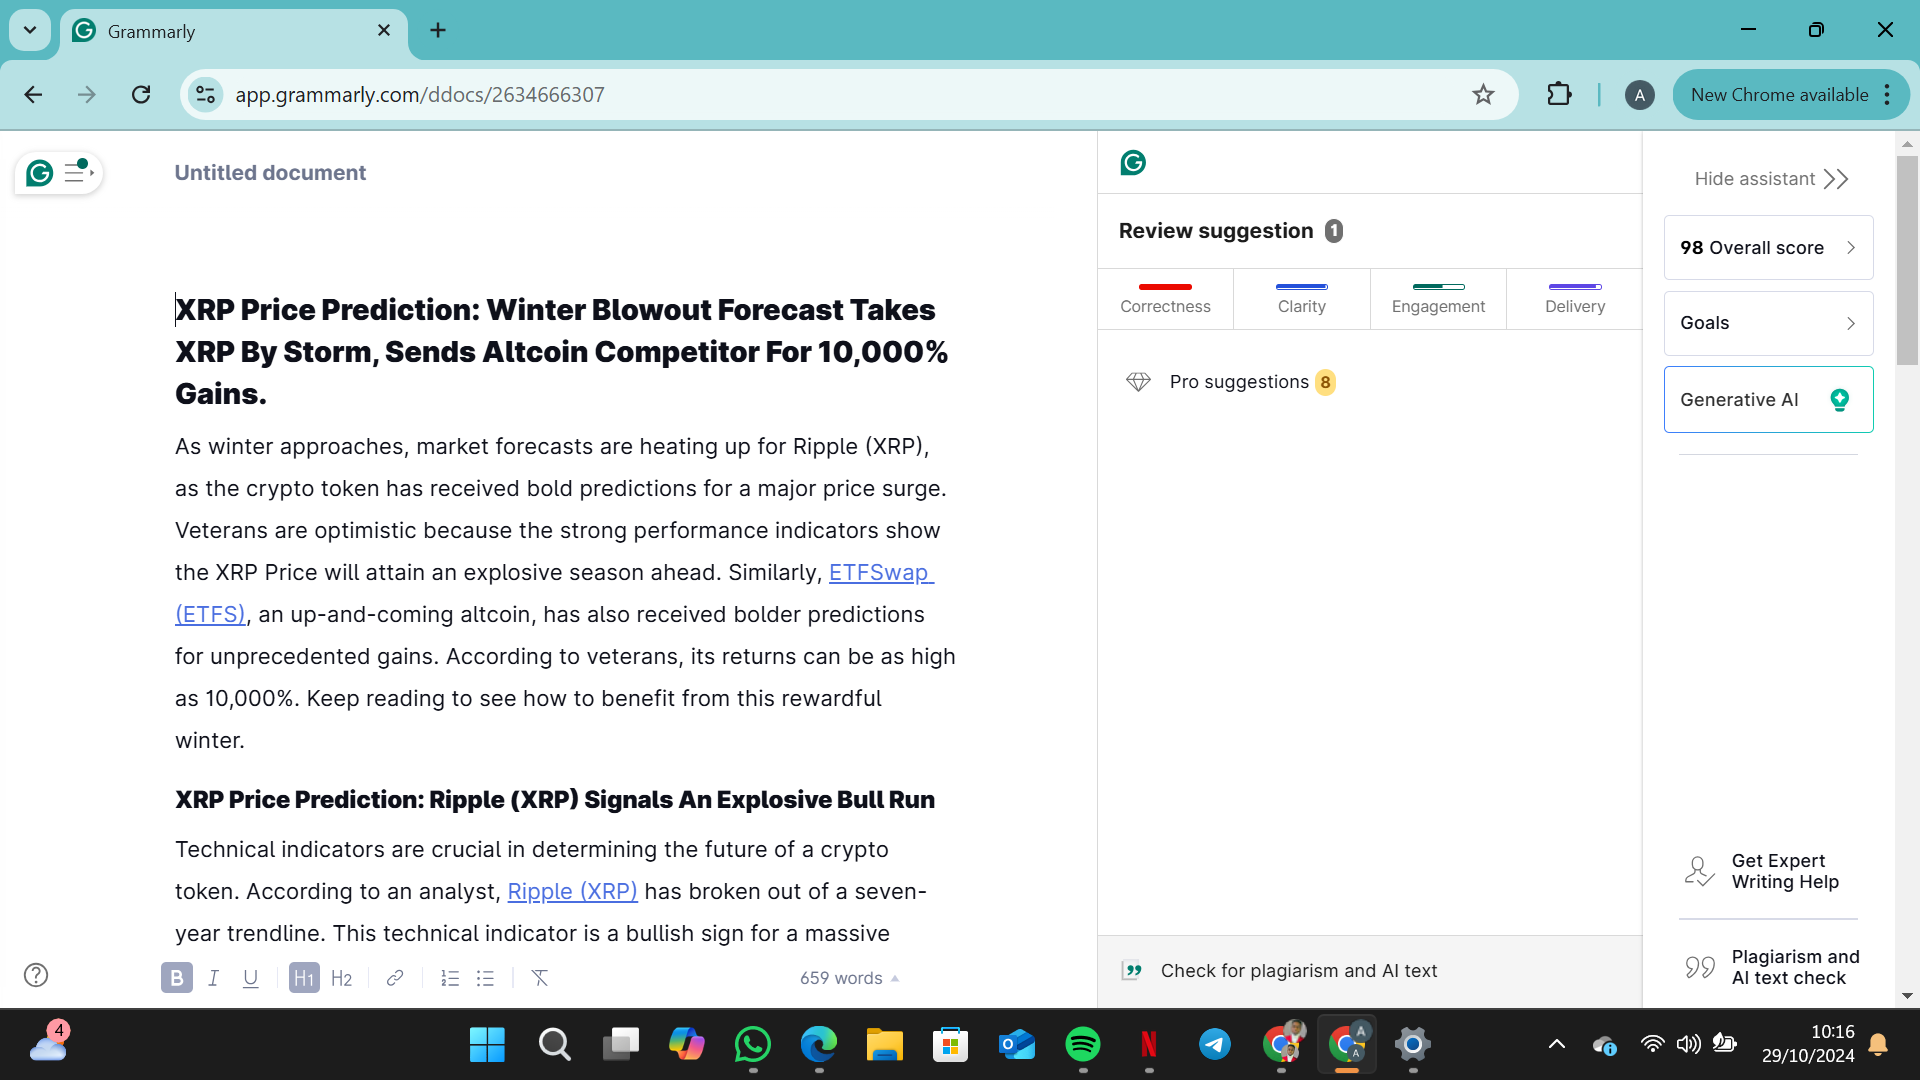 Grammarly
app.grammarly.com/ddocs/2634666307
A
New Chrome available
Untitled document
XRP Price Prediction: Winter Blowout Forecast Takes
XRP By Storm, Sends Altcoin Competitor For 10,000%
Gains.
As winter approaches, market forecasts are heating up for Ripple (XRP),
as the crypto token has received bold predictions for a major price surge.
Veterans are optimistic because the strong performance indicators show
the XRP Price will attain an explosive season ahead. Similarly, ETFSwap
(ETFS), an up-and-coming altcoin, has also received bolder predictions
for unprecedented gains. According to veterans, its returns can be as high
as 10,000%. Keep reading to see how to benefit from this rewardful
winter.
XRP Price Prediction: Ripple (XRP) Signals An Explosive Bull Run
Technical indicators are crucial in determining the future of a crypto
token. According to an analyst, Ripple (XRP) has broken out of a seven-
year trendline. This technical indicator is a bullish sign for a massive
B I U H1 H2
659 words
Review suggestion 1
Correctness
Clarity
Engagement
Delivery
Pro suggestions 8
Check for plagiarism and AI text
Hide assistant
98 Overall score
Goals
Generative AI
Get Expert
Writing Help
Plagiarism and
AI text check
4
10:16
29/10/2024